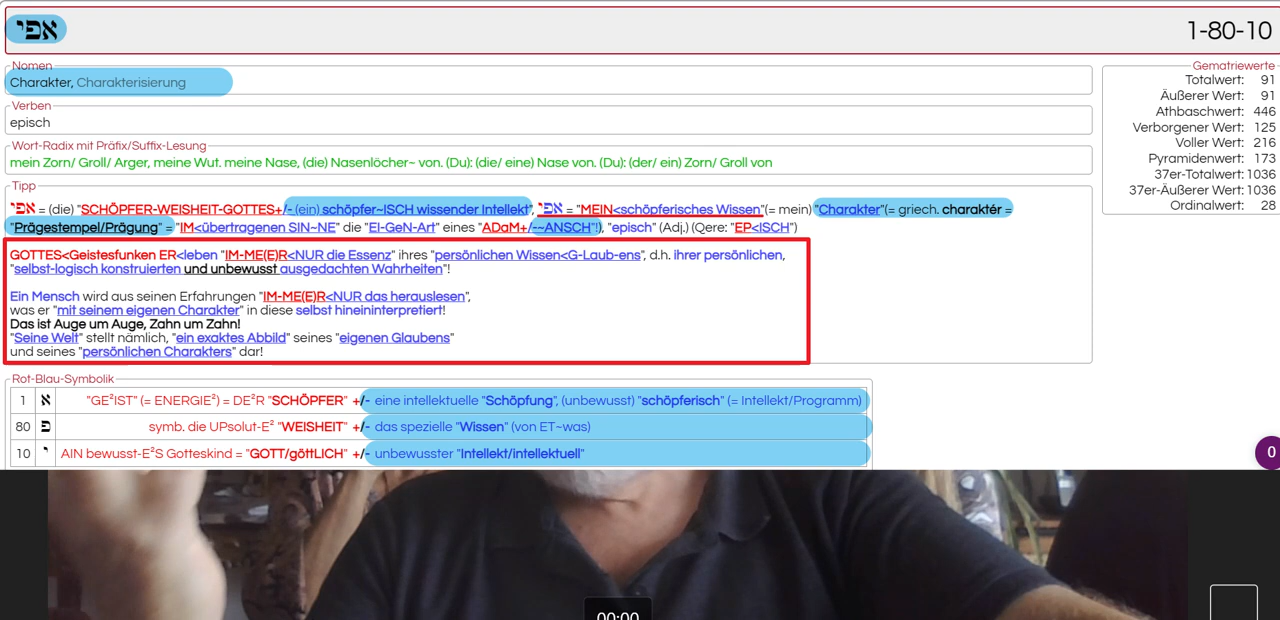 אפי 1-80-10
Nomen
Charakter, Charakterisierung
Verben
episch
Wort-Radix mit Präfix/Suffix-Lesung
mein Zorn/ Groll/ Arger, meine Wut. meine Nase, (die) Nasenlöcher~ von. (Du): (die/ eine) Nase von. (Du): (der/ ein) Zorn/ Groll von
Gematriewerte
Totalwert: 91
Äußerer Wert: 91
Athbaschwert: 446
Verborgener Wert: 125
Voller Wert: 216
Pyramidenwert: 173
37er-Totalwert: 1036
37er-Äußerer Wert: 1036
Ordinalwert: 28
Tipp
אפי = (die) "SCHÖPFER-WEISHEIT-GOTTES+/- (ein) schöpfer~ISCH wissender Intellekt", אפי = "MEIN<schöpferisches Wissen"(= mein) "Charakter"(= griech. charaktér =
"Prägestempel/Prägung" = "IM<übertragenen SIN~NE" die "EI-GeN-Art" eines "ADaM+/-~ANSCH"!), "episch" (Adj.) (Qere: "EP<ISCH")
GOTTES<Geistesfunken ER<leben "IM-ME(E)R<NUR die Essenz" ihres "persönlichen Wissen<G-Laub-ens", d.h. ihrer persönlichen,
"selbst-logisch konstruierten und unbewusst ausgedachten Wahrheiten"!
Ein Mensch wird aus seinen Erfahrungen "IM-ME(E)R<NUR das herauslesen",
was er "mit seinem eigenen Charakter" in diese selbst hineininterpretiert!
Das ist Auge um Auge, Zahn um Zahn!
"Seine Welt" stellt nämlich, "ein exaktes Abbild" seines "eigenen Glaubens"
und seines "persönlichen Charakters" dar!
Rot-Blau-Symbolik
1 א "GE²IST" (= ENERGIE²) = DE²R "SCHÖPFER" +/- eine intellektuelle "Schöpfung", (unbewusst) "schöpferisch" (= Intellekt/Programm)
80 פ symb. die UPsolut-E² "WEISHEIT" +/- das spezielle "Wissen" (von ET~was)
10 י AIN bewusst-E²S Gotteskind = "GOTT/göttLICH" +/- unbewusster "Intellekt/intellektuell"
0
00:00